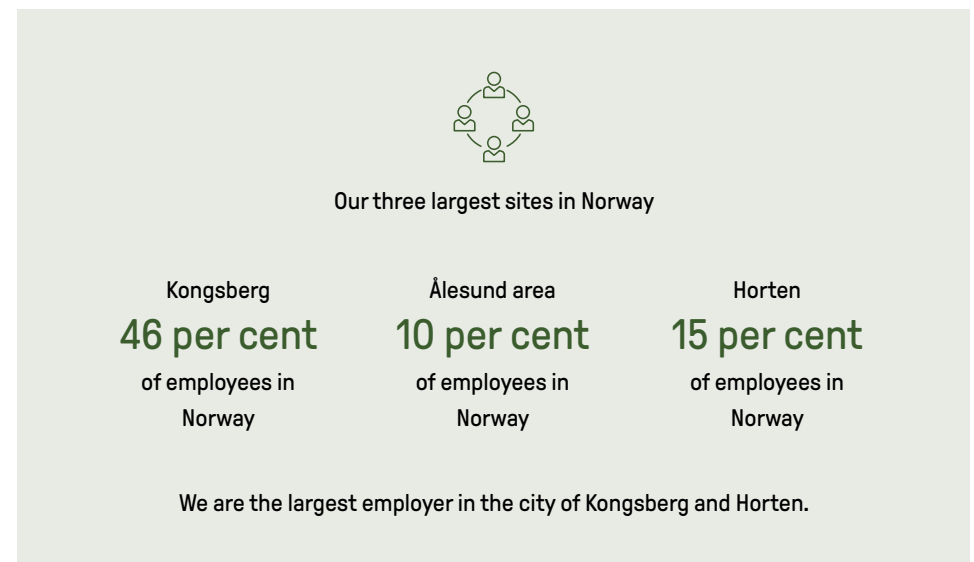 Our three largest sites in Norway
Kongsberg
46 per cent
of employees in
Norway
Ålesund area
10 per cent
of employees in
Norway
Horten
15 per cent
of employees in
Norway
We are the largest employer in the city of Kongsberg and Horten.